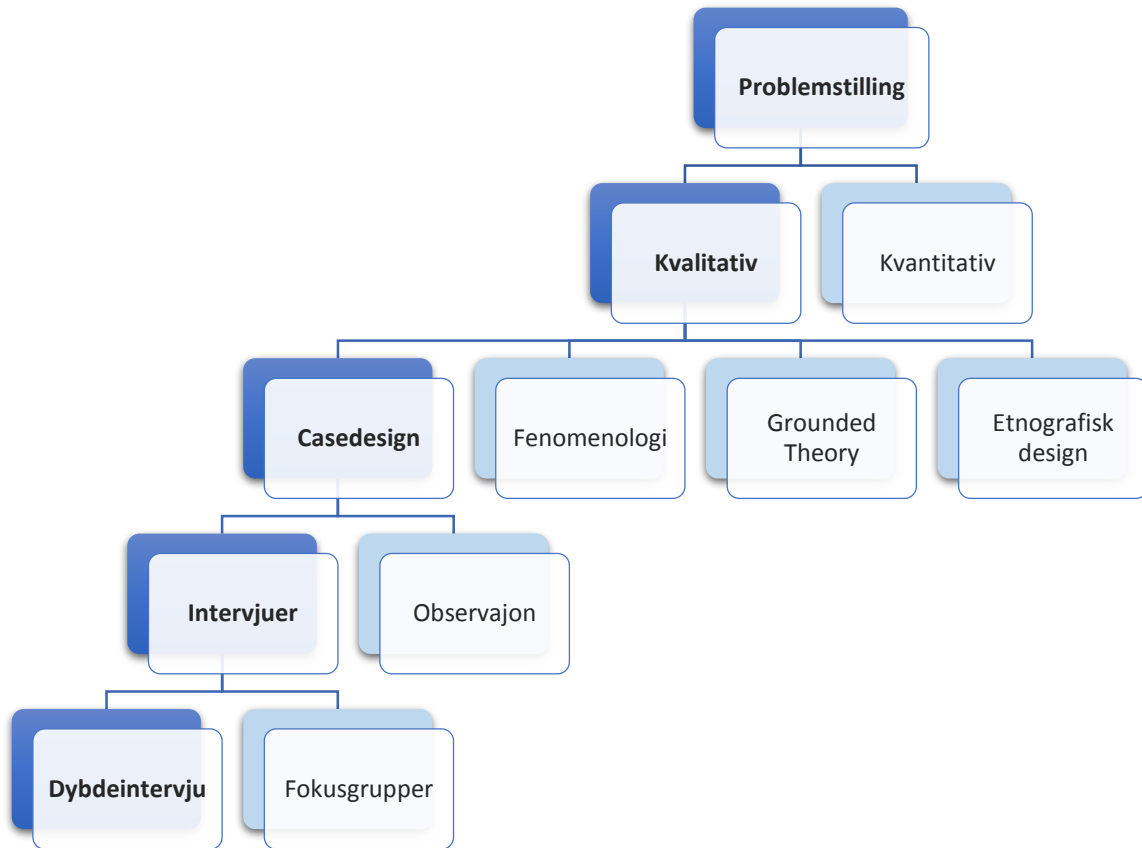 Problemstilling
Kvalitativ
Kvantitativ
Casedesign
Fenomenologi
Grounded
Theory
Etnografisk
design
Intervjuer
Observajon
Dybdeintervju
Fokusgrupper